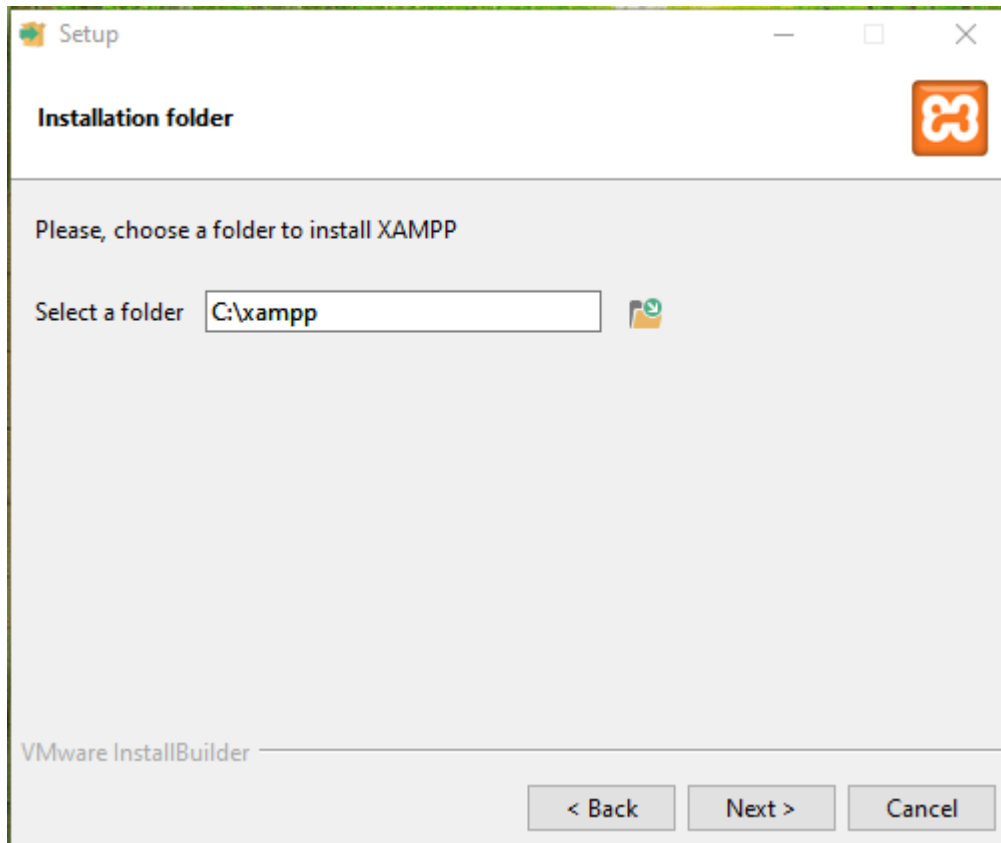 Setup
Installation folder
Please, choose a folder to install XAMPP
Select a folder C:\xampp
VMware InstallBuilder
< Back Next > Cancel